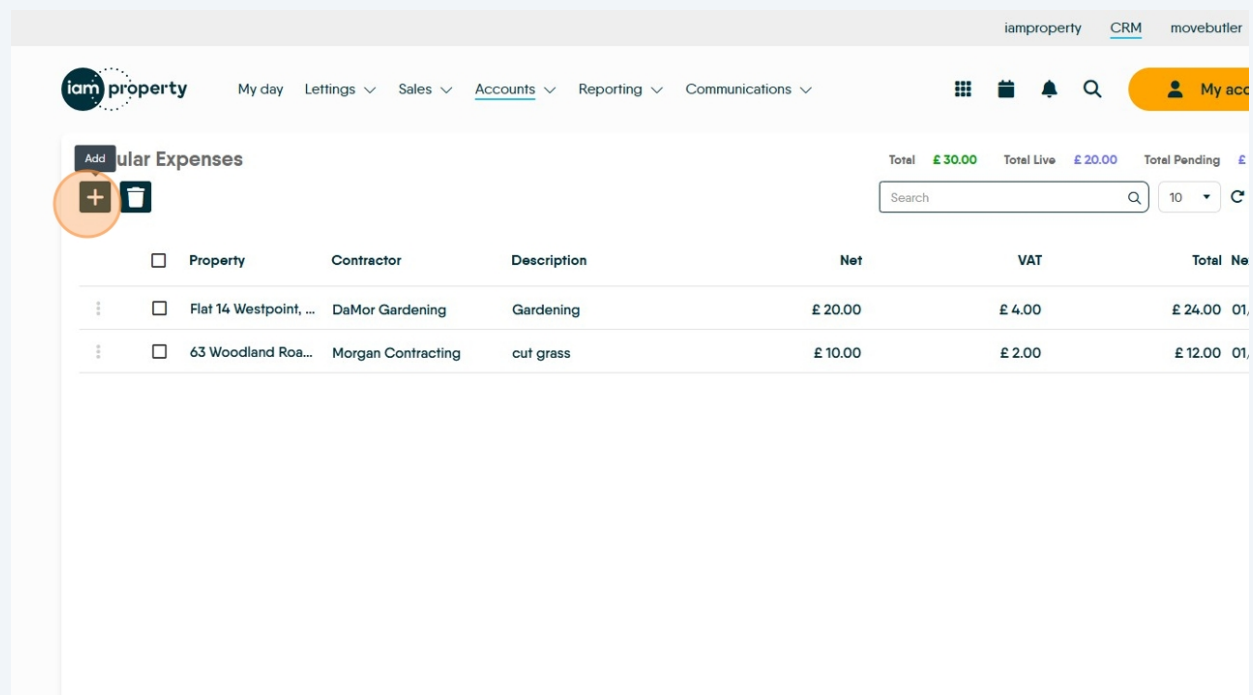 iamproperty CRM movebutler
iam property My day Lettings Sales Accounts Reporting Communications My acc
Add ular Expenses Total £ 30.00 Total Live £ 20.00 Total Pending £
Search 10
Property Contractor Description Net VAT Total Ne
Flat 14 Westpoint, ... DaMor Gardening Gardening £ 20.00 £ 4.00 £ 24.00 01,
63 Woodland Roa... Morgan Contracting cut grass £ 10.00 £ 2.00 £ 12.00 01,